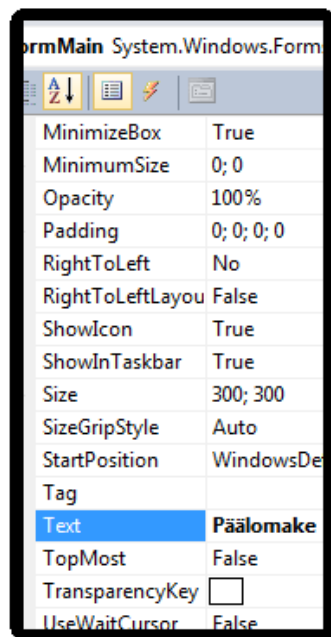 ormMain System.Windows.Form
MinimizeBox True
MinimumSize 0; 0
Opacity 100%
Padding 0; 0; 0; 0
RightToLeft No
RightToLeftLayou False
ShowIcon True
ShowInTaskbar True
Size 300; 300
SizeGripStyle Auto
StartPosition WindowsDe
Tag
Text Päälomake
TopMost False
TransparencyKey
UseWaitCursor False